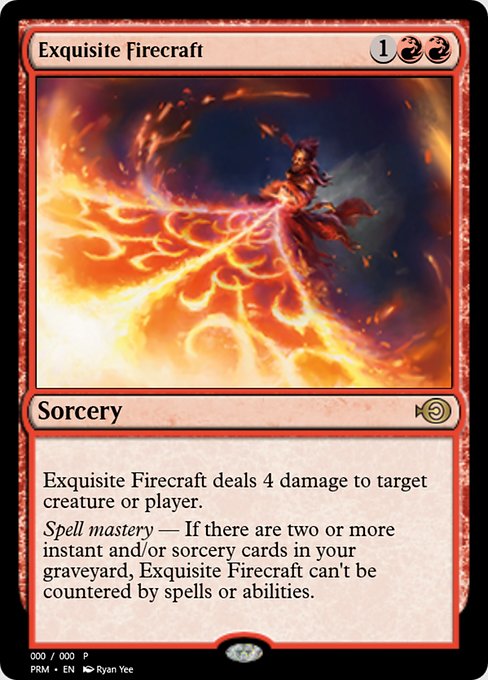 Exquisite Firecraft 1
Sorcery
Exquisite Firecraft deals 4 damage to target
creature or player.
Spell mastery — If there are two or more
instant and/or sorcery cards in your
graveyard, Exquisite Firecraft can't be
countered by spells or abilities.
000 / 000 P
PRM • EN Ryan Yee